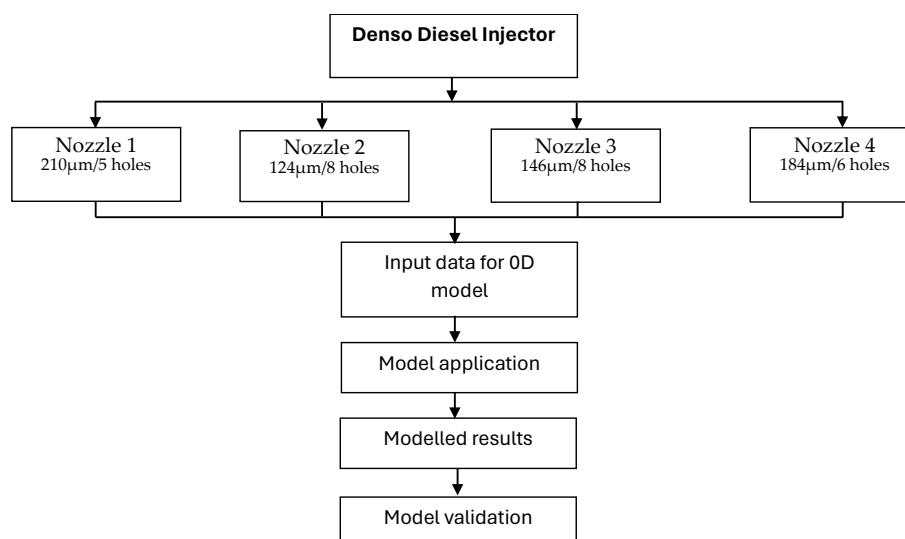 Denso Diesel Injector
Nozzle 1
210µm/5 holes
Nozzle 2
124µm/8 holes
Nozzle 3
146µm/8 holes
Nozzle 4
184µm/6 holes
Input data for 0D
model
Model application
Modelled results
Model validation